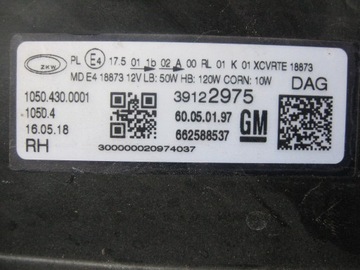 ZKW PL E4 17.5 01 1b 02 A 00 RL 01 K 01 XCVRTE 18873
MD E4 18873 12V LB: 50W HB: 120W CORN: 10W
1050.430.0001 39122975 DAG
1050.4 60.05.01.97
16.05.18 662588537 GM
RH 300000020974037